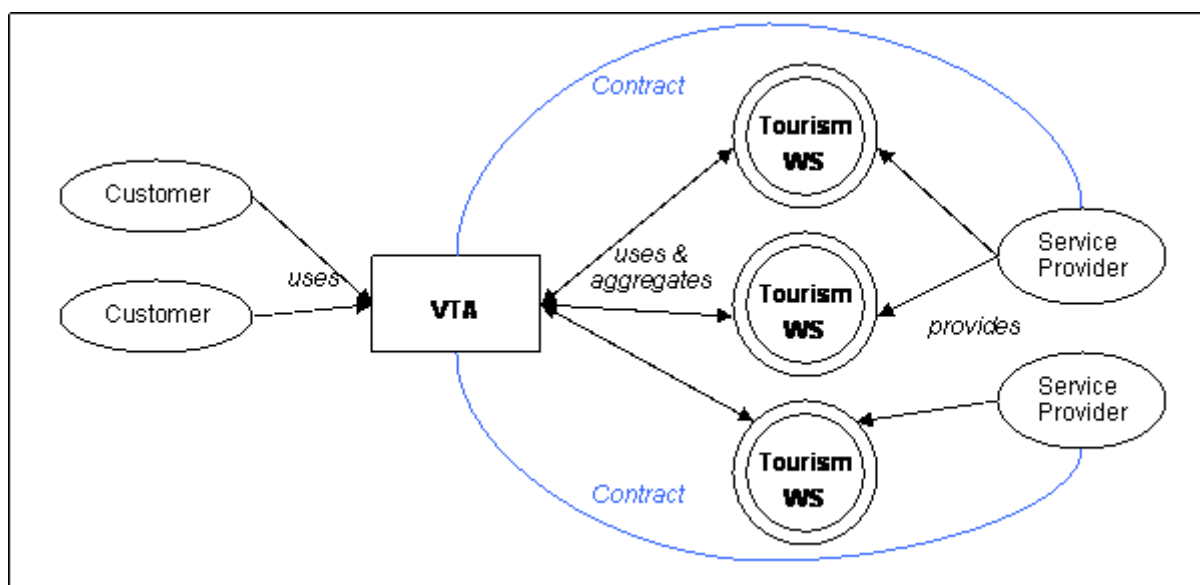 Contract
Tourism
WS
Customer
Service
Provider
uses &
aggregates
uses
Customer
VTA
Tourism
WS
provides
Service
Provider
Tourism
WS
Contract